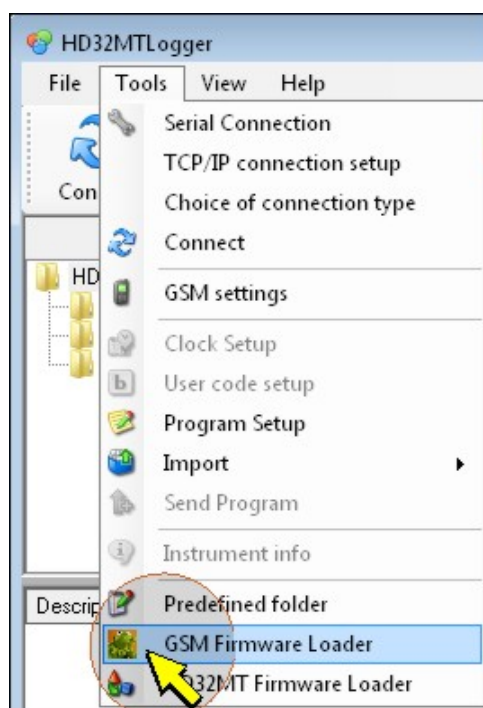 HD32MTLogger
File Tools View Help
Serial Connection
TCP/IP connection setup
Con
Choice of connection type
Connect
HD
GSM settings
Clock Setup
b User code setup
Program Setup
Import
Send Program
i Instrument info
Descrip
Predefined folder
GSM Firmware Loader
HD32MT Firmware Loader